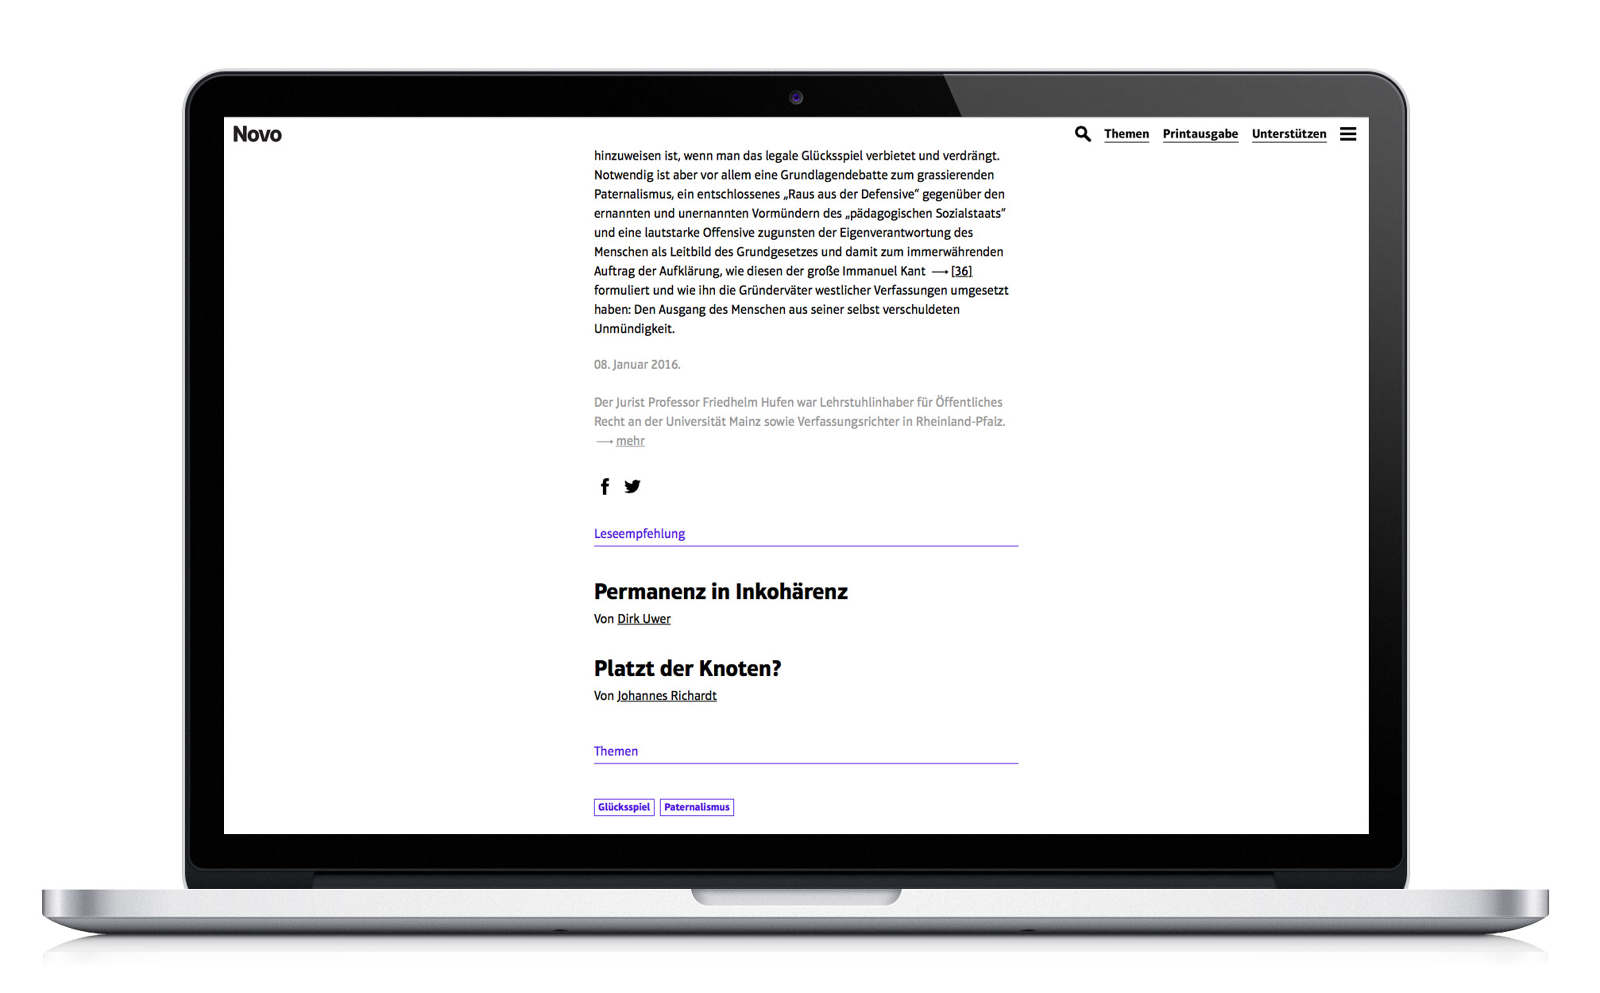 Novo
Themen Printausgabe Unterstützen
hinzuweisen ist, wenn man das legale Glücksspiel verbietet und verdrängt.
Notwendig ist aber vor allem eine Grundlagendebatte zum grassierenden
Paternalismus, ein entschlossenes „Raus aus der Defensive“ gegenüber den
ernannten und unernannten Vormündern des „pädagogischen Sozialstaats“
und eine lautstarke Offensive zugunsten der Eigenverantwortung des
Menschen als Leitbild des Grundgesetzes und damit zum immerwährenden
Auftrag der Aufklärung, wie diesen der große Immanuel Kant ⟶ [36]
formuliert und wie ihn die Gründerväter westlicher Verfassungen umgesetzt
haben: Den Ausgang des Menschen aus seiner selbst verschuldeten
Unmündigkeit.
08. Januar 2016.
Der Jurist Professor Friedhelm Hufen war Lehrstuhlinhaber für Öffentliches
Recht an der Universität Mainz sowie Verfassungsrichter in Rheinland-Pfalz.
⟶ mehr
Leseempfehlung
Permanenz in Inkohärenz
Von Dirk Uwer
Platzt der Knoten?
Von Johannes Richardt
Themen
Glücksspiel Paternalismus